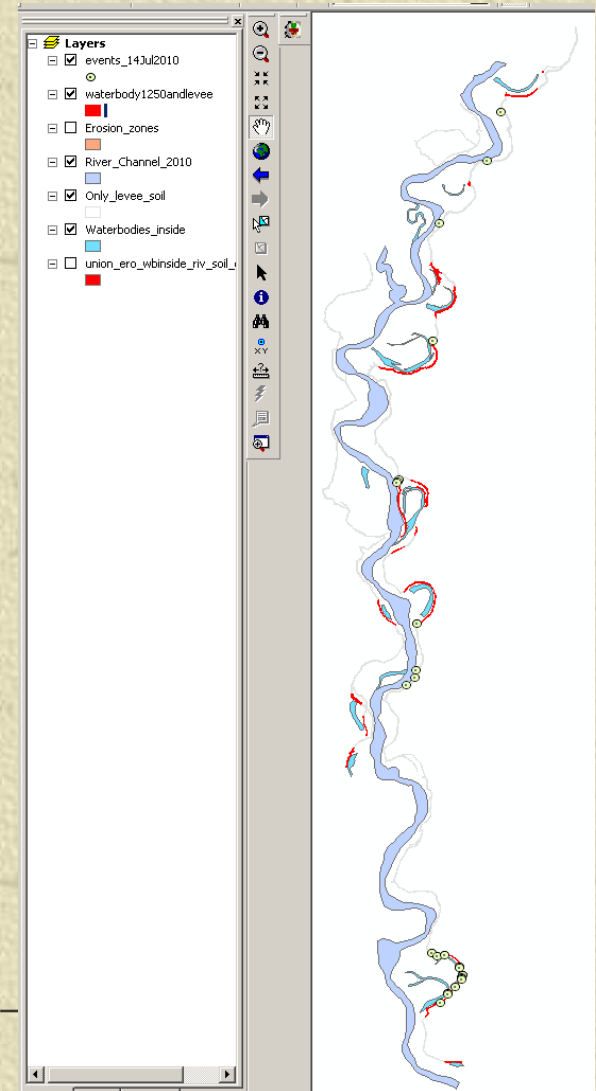 Layers
events_14Jul2010
waterbody1250andlevee
Erosion_zones
River_Channel_2010
Only_levee_soil
Waterbodies_inside
union_ero_wbinside_riv_soil_
XY